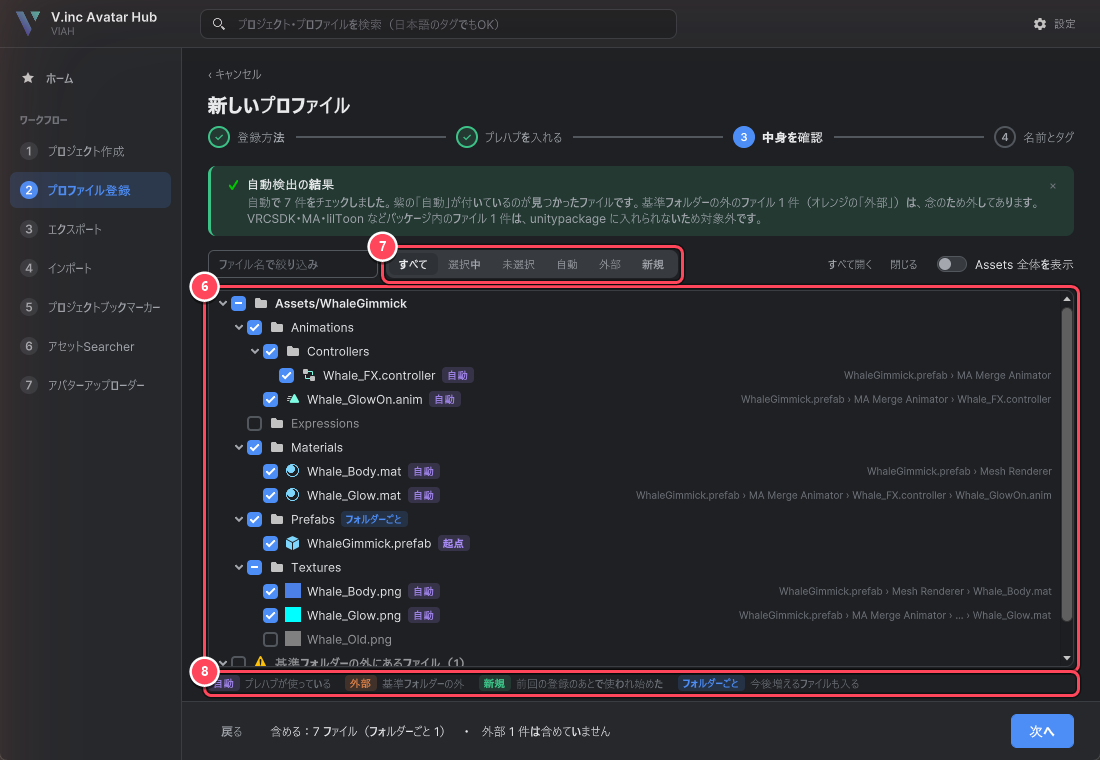 V.inc Avatar Hub
VIAH
プロジェクト・プロファイルを検索（日本語のタグでもOK）
設定
ホーム
ワークフロー
1 プロジェクト作成
2 プロファイル登録
3 エクスポート
4 インポート
5 プロジェクトブックマーカー
6 アセットSearcher
7 アバターアップローダー
‹ キャンセル
新しいプロファイル
登録方法
プレハブを入れる
3 中身を確認
4 名前とタグ
自動検出の結果
×
自動で 7 件をチェックしました。紫の「自動」が付いているのが見つかったファイルです。基準フォルダーの外のファイル 1 件（オレンジの「外部」）は、念のため外してあります。
VRCSDK・MA・lilToon などパッケージ内のファイル 1 件は、unitypackage に入れられないため対象外です。
ファイル名で絞り込み
7
すべて 選択中 未選択 自動 外部 新規
すべて開く 閉じる Assets 全体を表示
6
Assets/WhaleGimmick
Animations
Controllers
Whale_FX.controller 自動 WhaleGimmick.prefab › MA Merge Animator
Whale_GlowOn.anim 自動 WhaleGimmick.prefab › MA Merge Animator › Whale_FX.controller
Expressions
Materials
Whale_Body.mat 自動 WhaleGimmick.prefab › Mesh Renderer
Whale_Glow.mat 自動 WhaleGimmick.prefab › MA Merge Animator › Whale_FX.controller › Whale_GlowOn.anim
Prefabs フォルダーごと
WhaleGimmick.prefab 起点
Textures
Whale_Body.png 自動 WhaleGimmick.prefab › Mesh Renderer › Whale_Body.mat
Whale_Glow.png 自動 WhaleGimmick.prefab › MA Merge Animator › ... › Whale_Glow.mat
Whale_Old.png
基準フォルダーの外にあるファイル（1）
8
自動 プレハブが使っている 外部 基準フォルダーの外 新規 前回の登録のあとで使われ始めた フォルダーごと 今後増えるファイルも入る
戻る 含める：7 ファイル（フォルダーごと 1） ・ 外部 1 件は含めていません
次へ